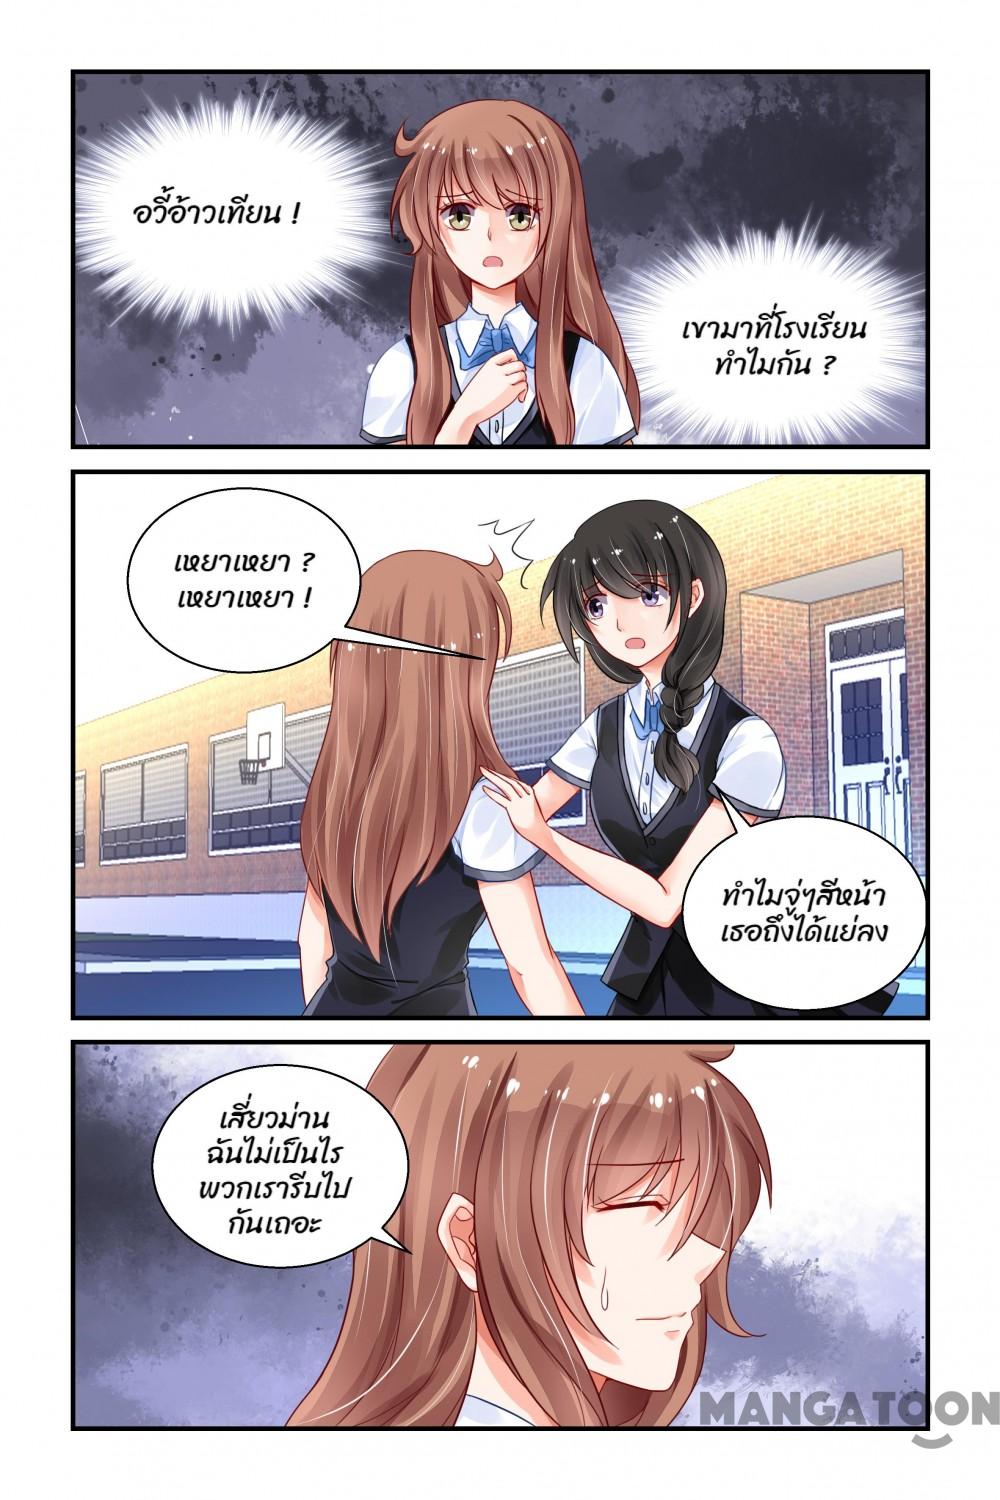 อวี้อ้าวเทียน !
เขามาที่โรงเรียน
ทำไมกัน ?
เหยาเหยา ?
เหยาเหยา !
ทำไมจู่ๆสีหน้า
เธอถึงได้แย่ลง
เสี่ยวม่าน
ฉันไม่เป็นไร
พวกเรารีบไป
กันเถอะ
MANGATOON